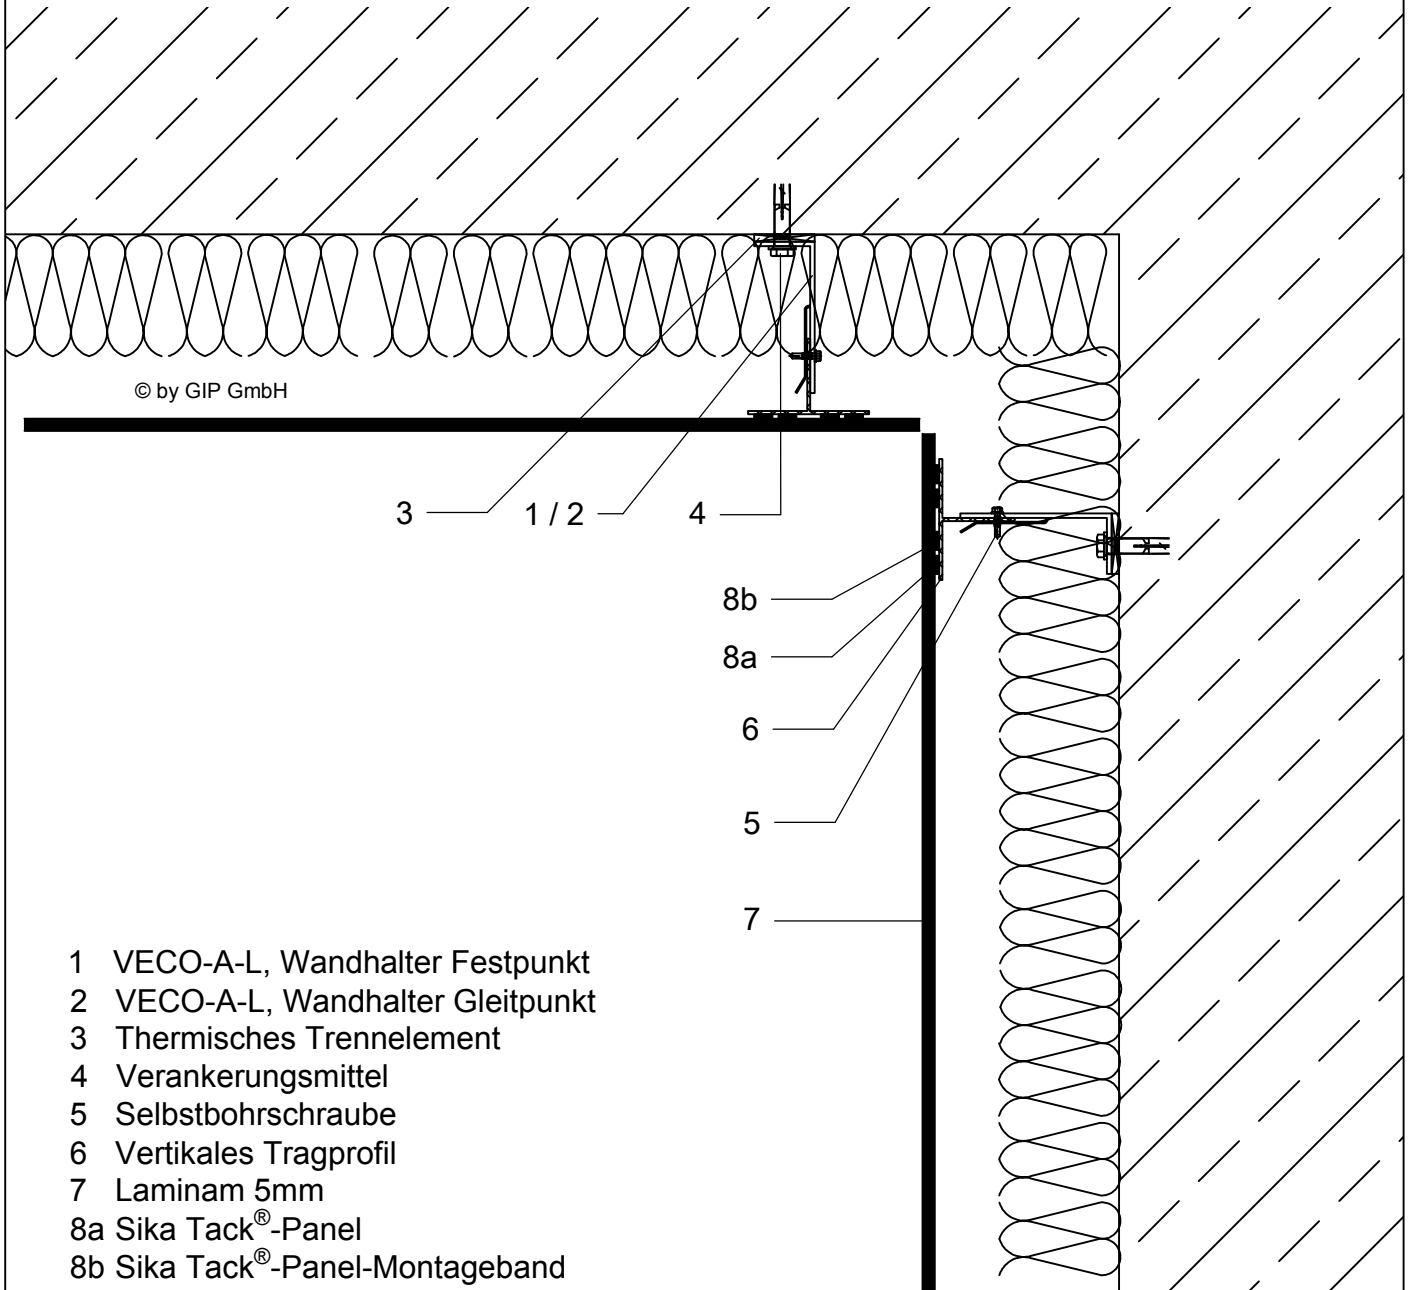 © by GIP GmbH
3
1 / 2
4
8b
8a
6
5
7
1 VECO-A-L, Wandhalter Festpunkt
2 VECO-A-L, Wandhalter Gleitpunkt
3 Thermisches Trennelement
4 Verankerungsmittel
5 Selbstbohrschraube
6 Vertikales Tragprofil
7 Laminam 5mm
8a Sika Tack®-Panel
8b Sika Tack®-Panel-Montageband